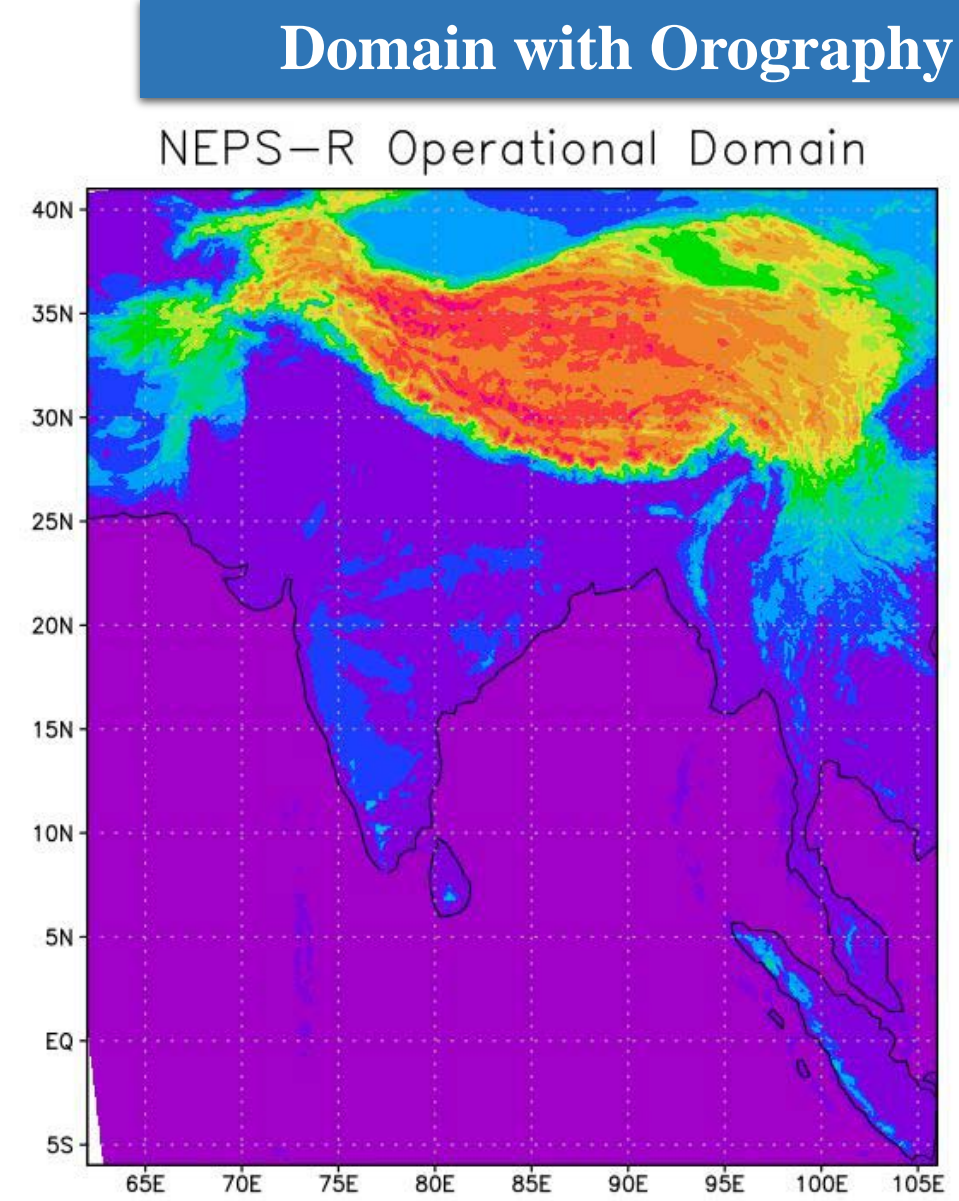 Domain with Orography
NEPS-R Operational Domain
40N
35N
30N
25N
20N
15N
10N
5N
EQ
5S
65E 70E 75E 80E 85E 90E 95E 100E 105E